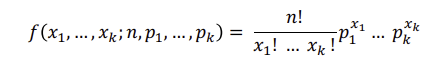 f(x₁, … , xₖ; n, p₁, … , pₖ) = n! / (x₁! … xₖ!) p₁^{x₁} … pₖ^{xₖ}